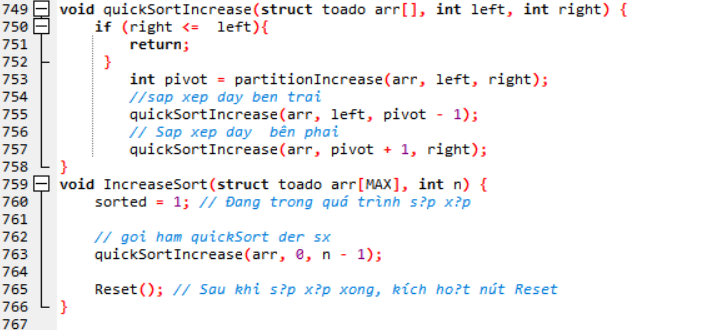 749 void quickSortIncrease(struct toado arr[], int left, int right) {
750 if (right <= left){
751 return;
752 }
753 int pivot = partitionIncrease(arr, left, right);
754 //sap xep day ben trai
755 quickSortIncrease(arr, left, pivot - 1);
756 // Sap xep day bên phai
757 quickSortIncrease(arr, pivot + 1, right);
758 }
759 void IncreaseSort(struct toado arr[MAX], int n) {
760 sorted = 1; // Đang trong quá trình s?p x?p
761
762 // goi ham quickSort der sx
763 quickSortIncrease(arr, 0, n - 1);
764
765 Reset(); // Sau khi s?p x?p xong, kích ho?t nút Reset
766 }
767